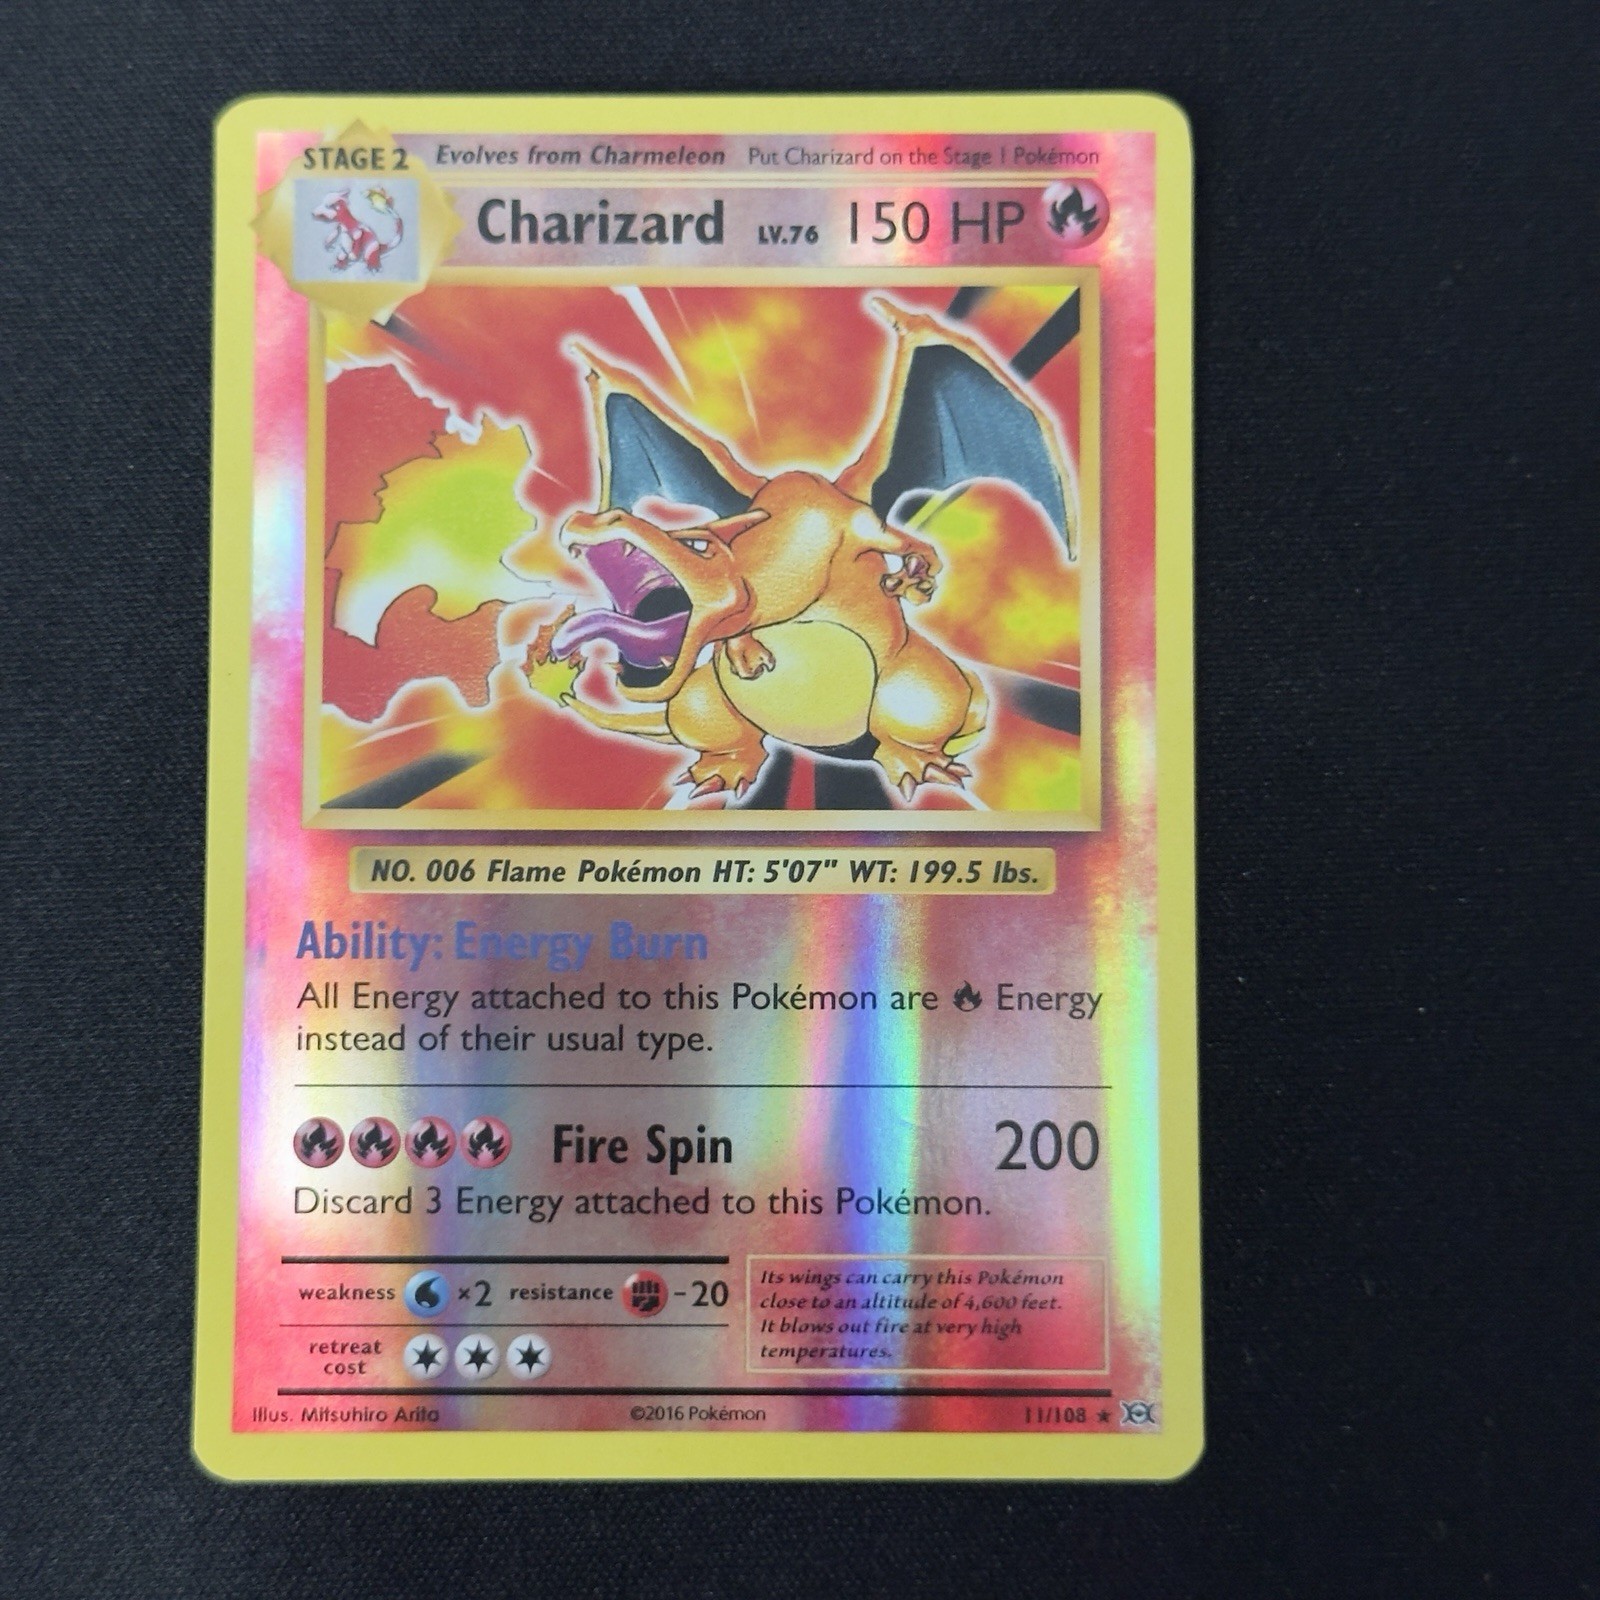 STAGE 2 Evolves from Charmeleon Put Charizard on the Stage 1 Pokémon
Charizard LV.76 150 HP
NO. 006 Flame Pokémon HT: 5'07" WT: 199.5 lbs.
Ability: Energy Burn
All Energy attached to this Pokémon are Energy
instead of their usual type.
Fire Spin 200
Discard 3 Energy attached to this Pokémon.
weakness ×2 resistance -20
retreat
cost
Its wings can carry this Pokémon
close to an altitude of 4,600 feet.
It blows out fire at very high
temperatures.
Illus. Mitsuhiro Arita ©2016 Pokémon 11/108 ★